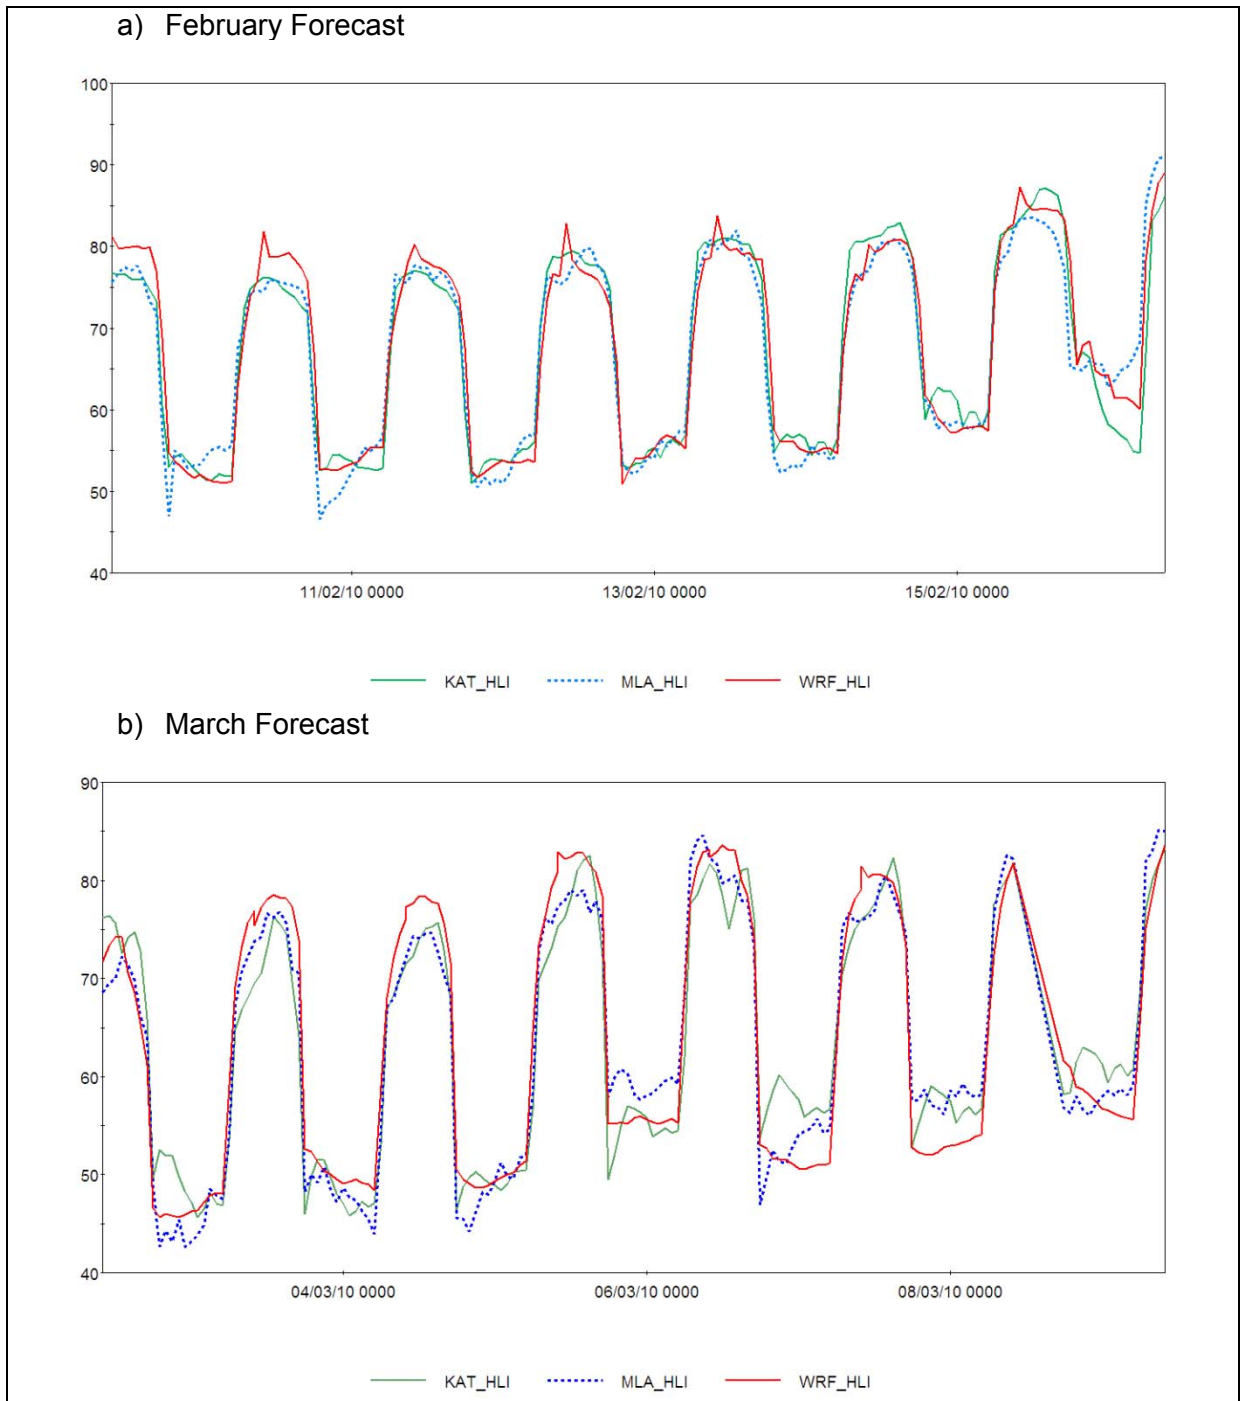 a) February Forecast
100
90
80
70
60
50
40
11/02/10 0000 13/02/10 0000 15/02/10 0000
KAT_HLI MLA_HLI WRF_HLI
b) March Forecast
90
80
70
60
50
40
04/03/10 0000 06/03/10 0000 08/03/10 0000
KAT_HLI MLA_HLI WRF_HLI